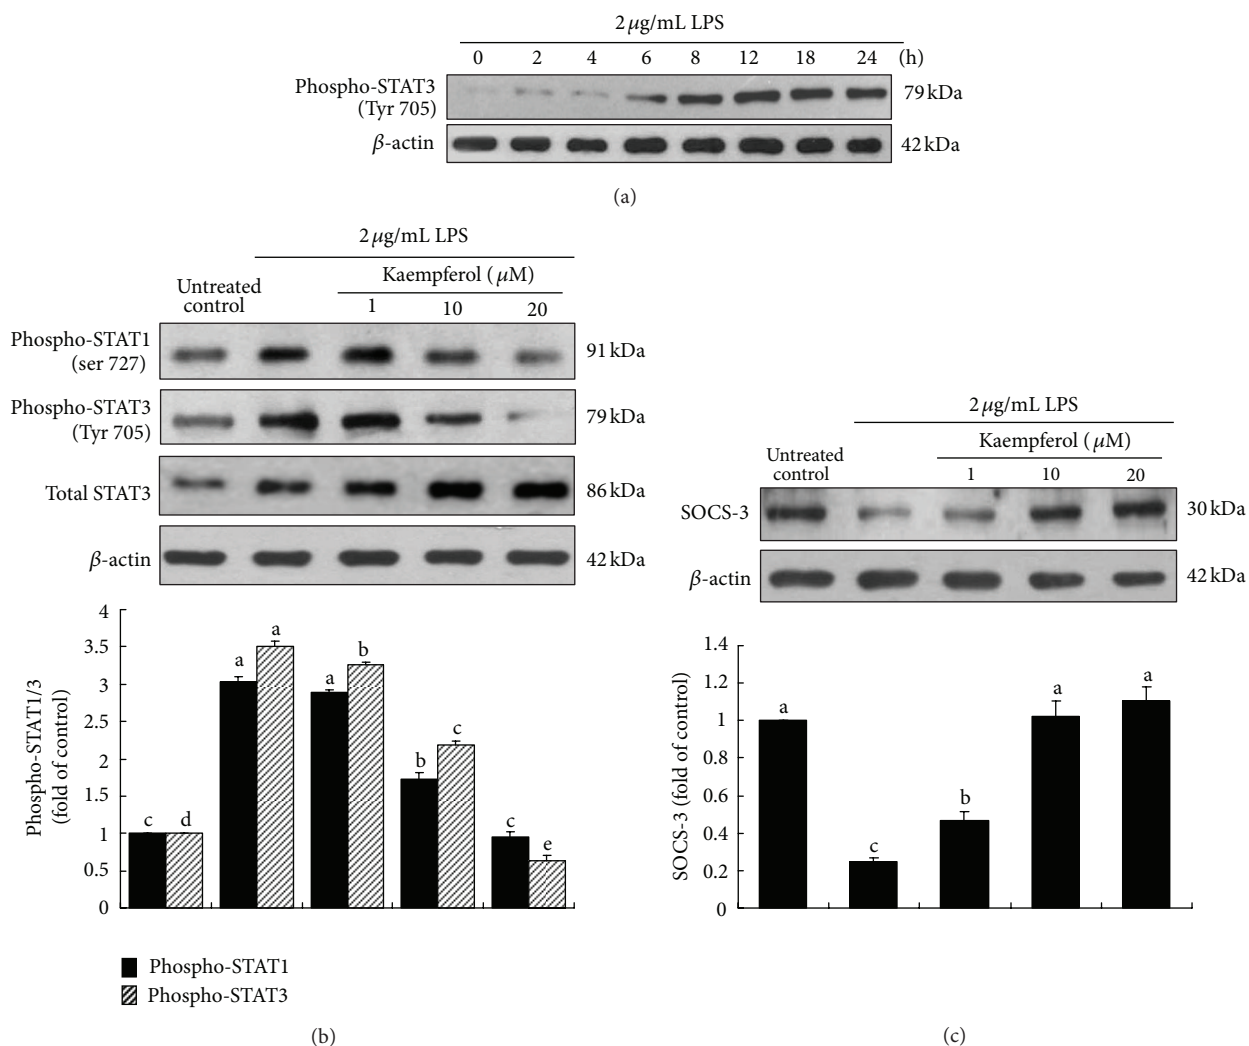 2 μg/mL LPS
0 2 4 6 8 12 18 24 (h)
Phospho-STAT3
(Tyr 705)
79 kDa
β-actin
42 kDa
(a)
2 μg/mL LPS
Untreated
control
Kaempferol (μM)
1 10 20
Phospho-STAT1
(ser 727)
91 kDa
Phospho-STAT3
(Tyr 705)
79 kDa
Total STAT3
86 kDa
β-actin
42 kDa
Phospho-STAT1/3
(fold of control)
4
3.5
3
2.5
2
1.5
1
0.5
0
c d a a a b b c c e
Phospho-STAT1
Phospho-STAT3
(b)
2 μg/mL LPS
Untreated
control
Kaempferol (μM)
1 10 20
SOCS-3
30 kDa
β-actin
42 kDa
SOCS-3 (fold of control)
1.4
1.2
1
0.8
0.6
0.4
0.2
0
a c b a a
(c)